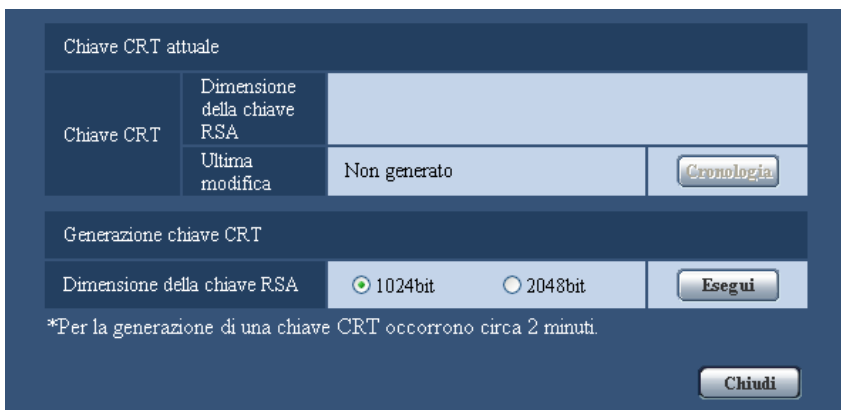 Chiave CRT attuale
Chiave CRT
Dimensione
della chiave
RSA
Ultima
modifica
Non generato
Cronologia
Generazione chiave CRT
Dimensione della chiave RSA
1024bit
2048bit
Esegui
*Per la generazione di una chiave CRT occorrono circa 2 minuti.
Chiudi